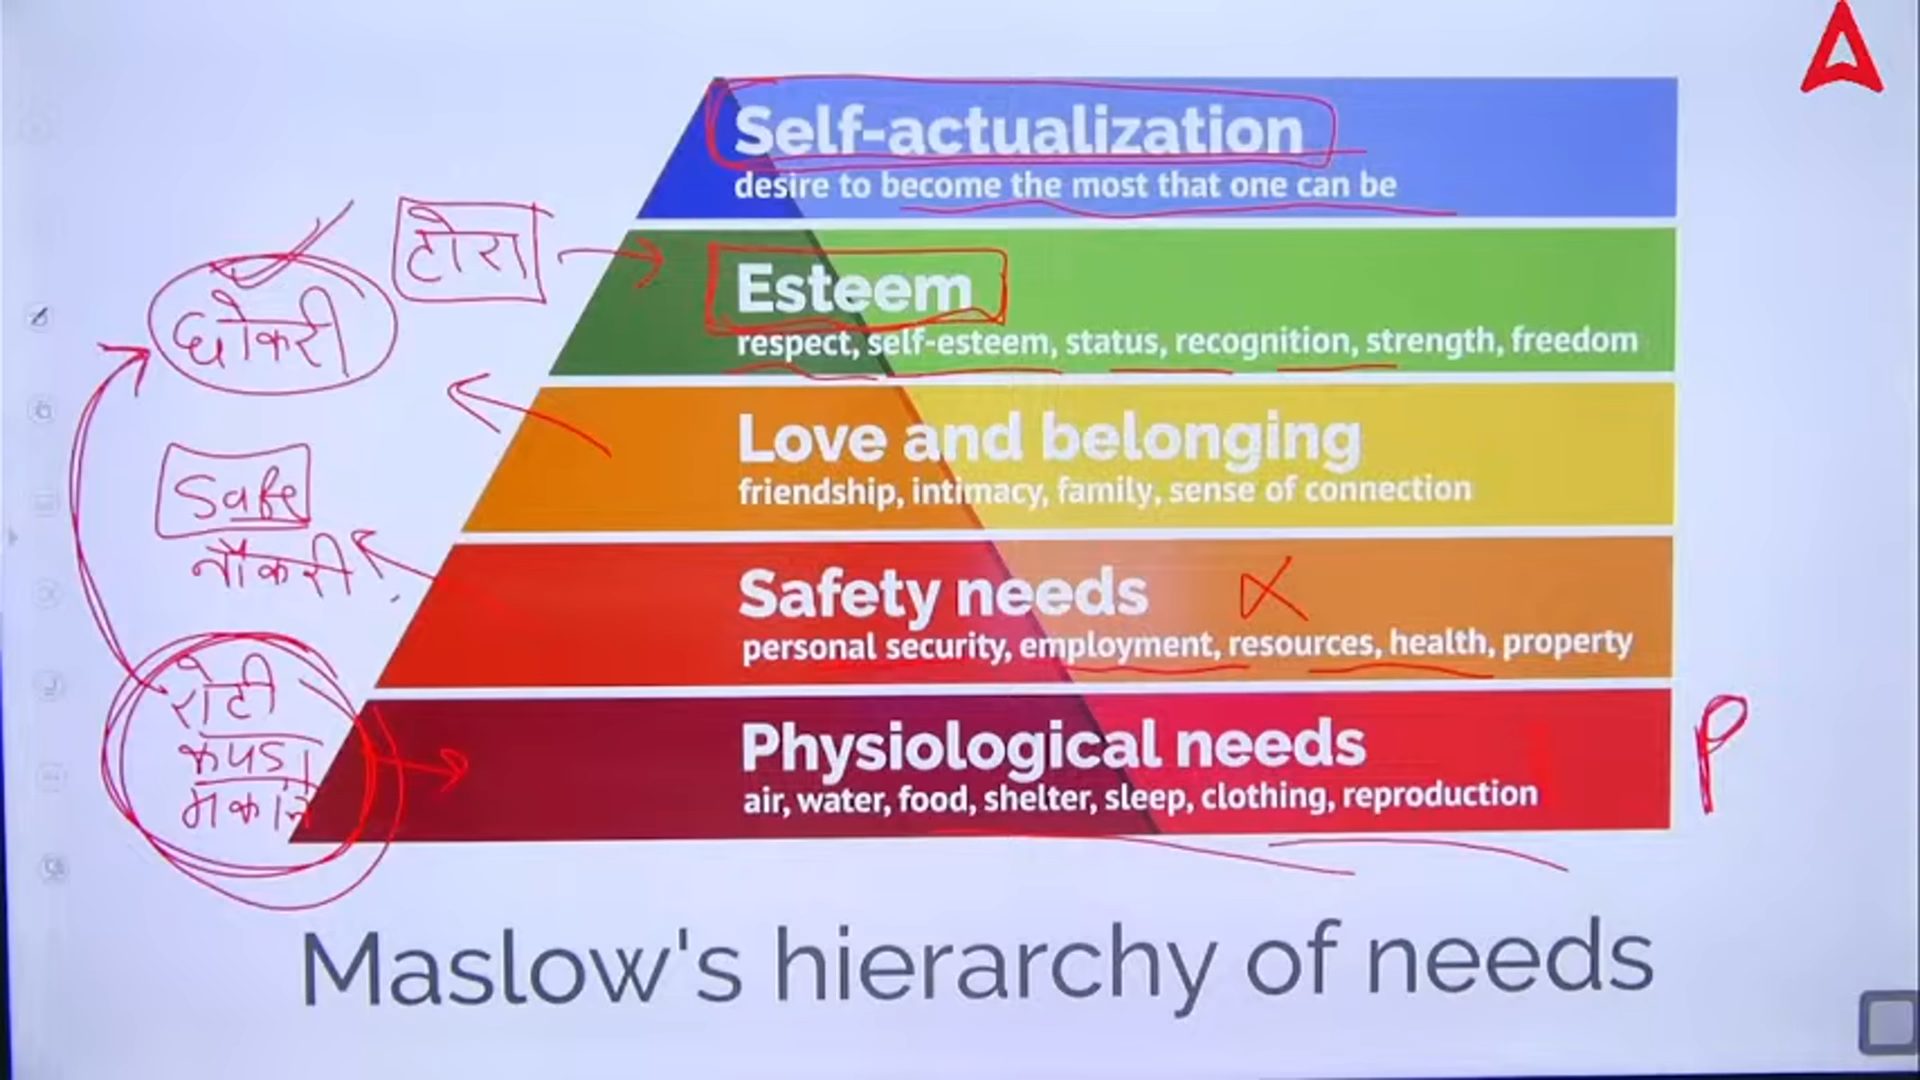 Self-actualization
desire to become the most that one can be
टोरा
Esteem
respect, self-esteem, status, recognition, strength, freedom
छोकरी
Love and belonging
friendship, intimacy, family, sense of connection
Safe
नौकरी
Safety needs
personal security, employment, resources, health, property
रोटी
कपड़ा
मकान
Physiological needs
air, water, food, shelter, sleep, clothing, reproduction
P
Maslow's hierarchy of needs